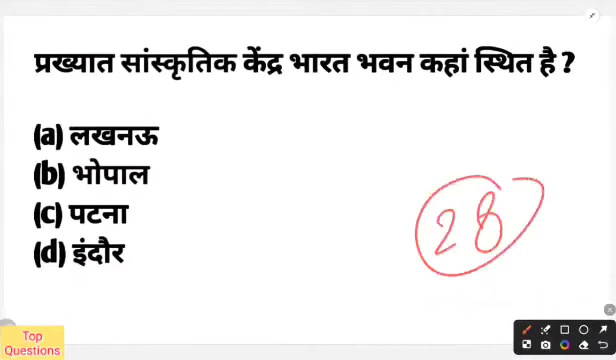 प्रख्यात सांस्कृतिक केंद्र भारत भवन कहां स्थित है ?
(a) लखनऊ
(b) भोपाल
(c) पटना
(d) इंदौर
28
Top
Questions